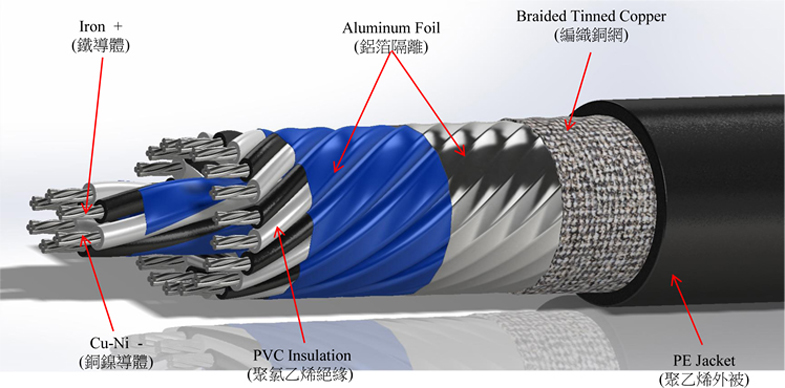 Iron +
(鐵導體)
Aluminum Foil
(鋁箔隔離)
Braided Tinned Copper
(編織銅網)
Cu-Ni -
(銅鎳導體)
PVC Insulation
(聚氯乙烯絕緣)
PE Jacket
(聚乙烯外被)